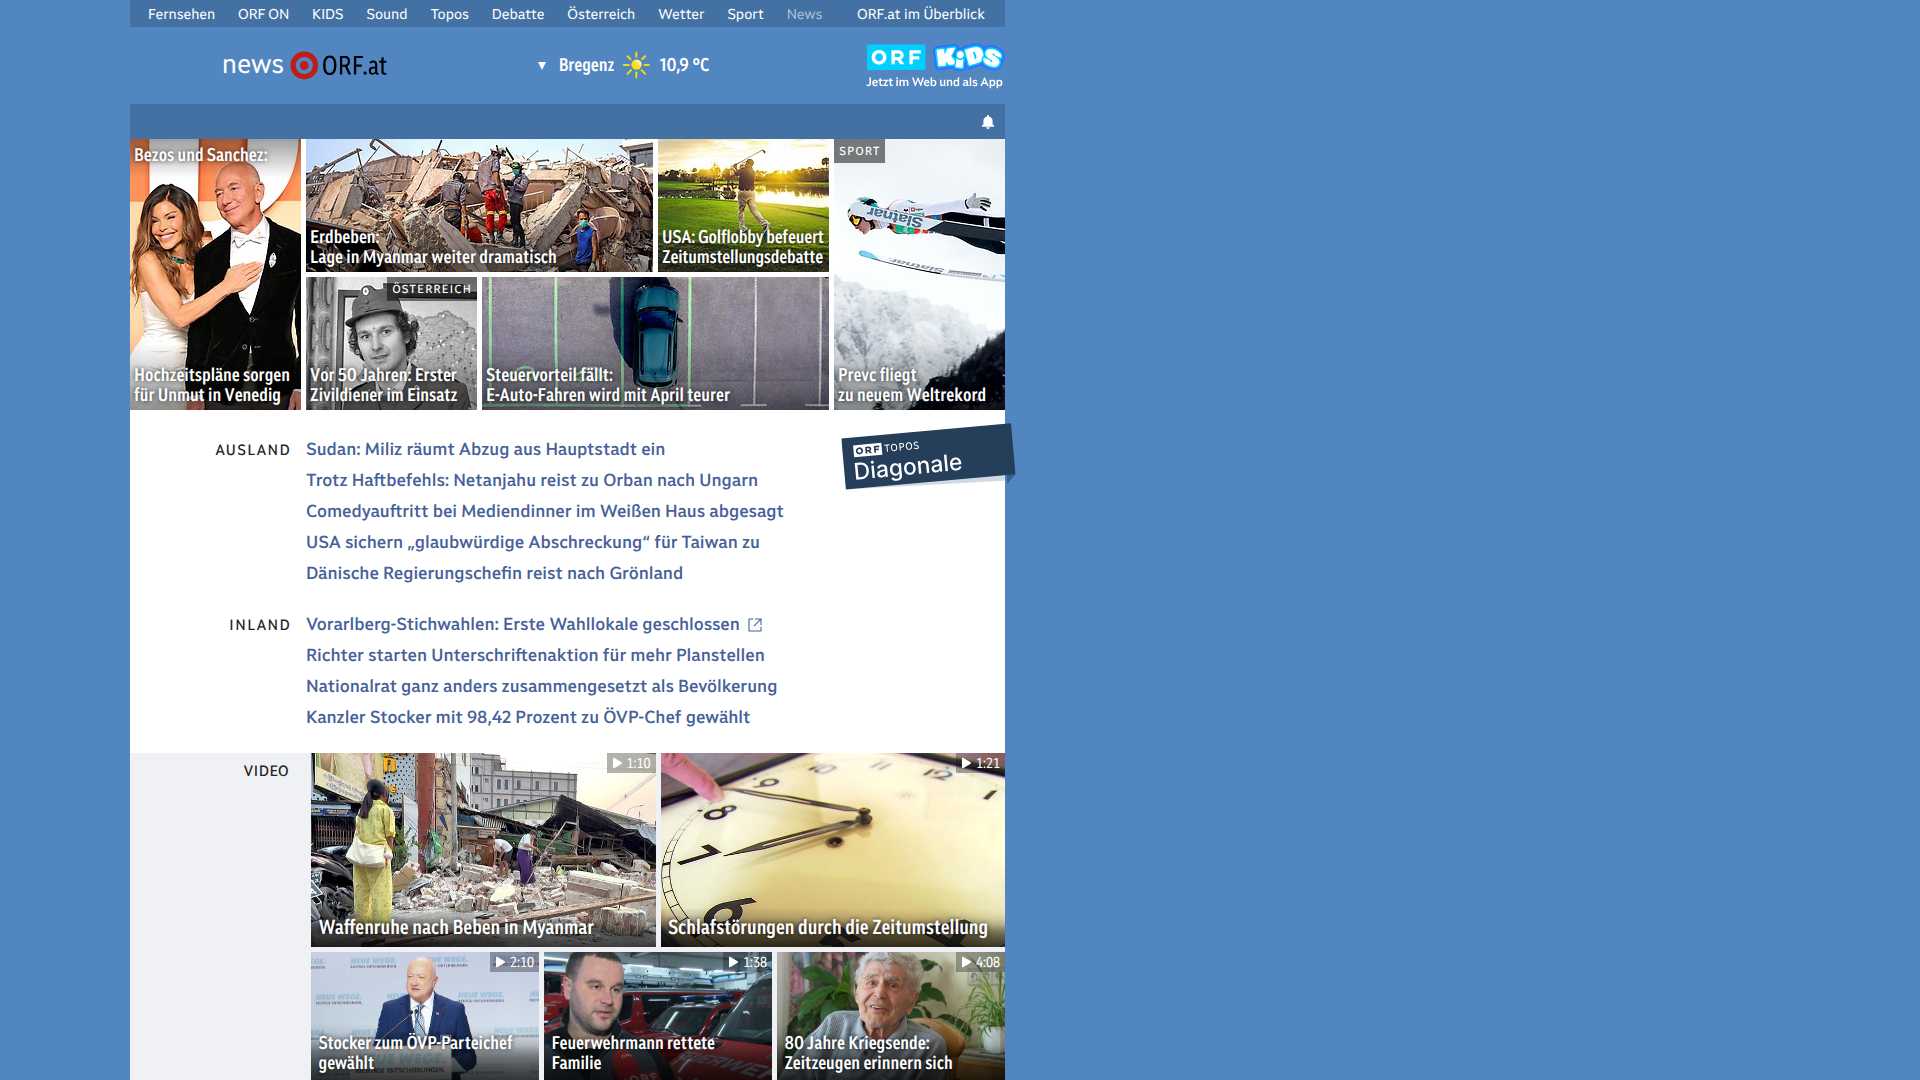 Fernsehen ORF ON KIDS Sound Topos Debatte Österreich Wetter Sport News ORF.at im Überblick
news ORF.at
Bregenz 10,9 °C
ORF KIDS
Jetzt im Web und als App
Bezos und Sanchez:
Hochzeitspläne sorgen
für Unmut in Venedig
Erdbeben:
Lage in Myanmar weiter dramatisch
USA: Golflobby befeuert
Zeitumstellungsdebatte
SPORT
Slatnar
Slatnar
Prevc fliegt
zu neuem Weltrekord
ÖSTERREICH
Vor 50 Jahren: Erster
Zivildiener im Einsatz
Steuervorteil fällt:
E-Auto-Fahren wird mit April teurer
AUSLAND
Sudan: Miliz räumt Abzug aus Hauptstadt ein
Trotz Haftbefehls: Netanjahu reist zu Orban nach Ungarn
Comedyauftritt bei Mediendinner im Weißen Haus abgesagt
USA sichern „glaubwürdige Abschreckung“ für Taiwan zu
Dänische Regierungschefin reist nach Grönland
ORF TOPOS
Diagonale
INLAND
Vorarlberg-Stichwahlen: Erste Wahllokale geschlossen
Richter starten Unterschriftenaktion für mehr Planstellen
Nationalrat ganz anders zusammengesetzt als Bevölkerung
Kanzler Stocker mit 98,42 Prozent zu ÖVP-Chef gewählt
VIDEO
1:10
Waffenruhe nach Beben in Myanmar
1:21
9
8
12
1
Schlafstörungen durch die Zeitumstellung
2:10
NEUE WEGE.
Stocker zum ÖVP-Parteichef
gewählt
1:38
Feuerwehrmann rettete
Familie
4:08
80 Jahre Kriegsende:
Zeitzeugen erinnern sich